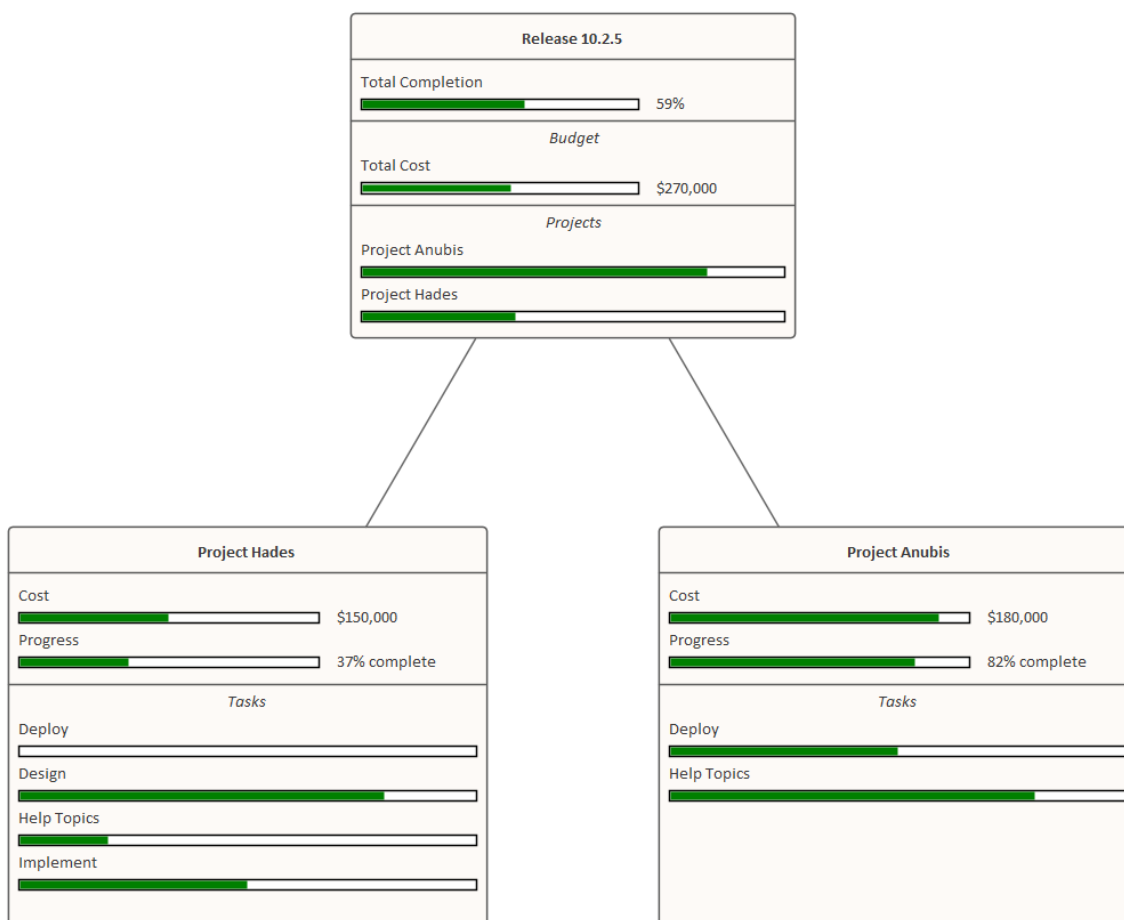 Release 10.2.5
Total Completion
59%
Budget
Total Cost
$270,000
Projects
Project Anubis
Project Hades
Project Hades
Cost
$150,000
Progress
37% complete
Tasks
Deploy
Design
Help Topics
Implement
Project Anubis
Cost
$180,000
Progress
82% complete
Tasks
Deploy
Help Topics